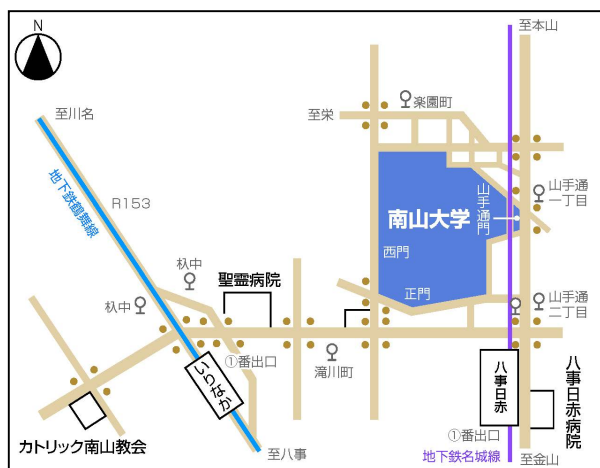 N
至本山
楽園町
至川名
至栄
地下鉄鶴舞線
R153
山手通門
山手通
一丁目
南山大学
西門
杁中
聖霊病院
正門
杁中
山手通
二丁目
①番出口
滝川町
いりなか
八事日赤
八事日赤病院
①番出口
カトリック南山教会
至八事
地下鉄名城線
至金山